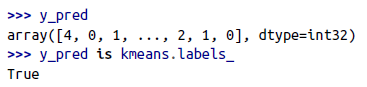 >>> y_pred
array([4, 0, 1, ..., 2, 1, 0], dtype=int32)
>>> y_pred is kmeans.labels_
True